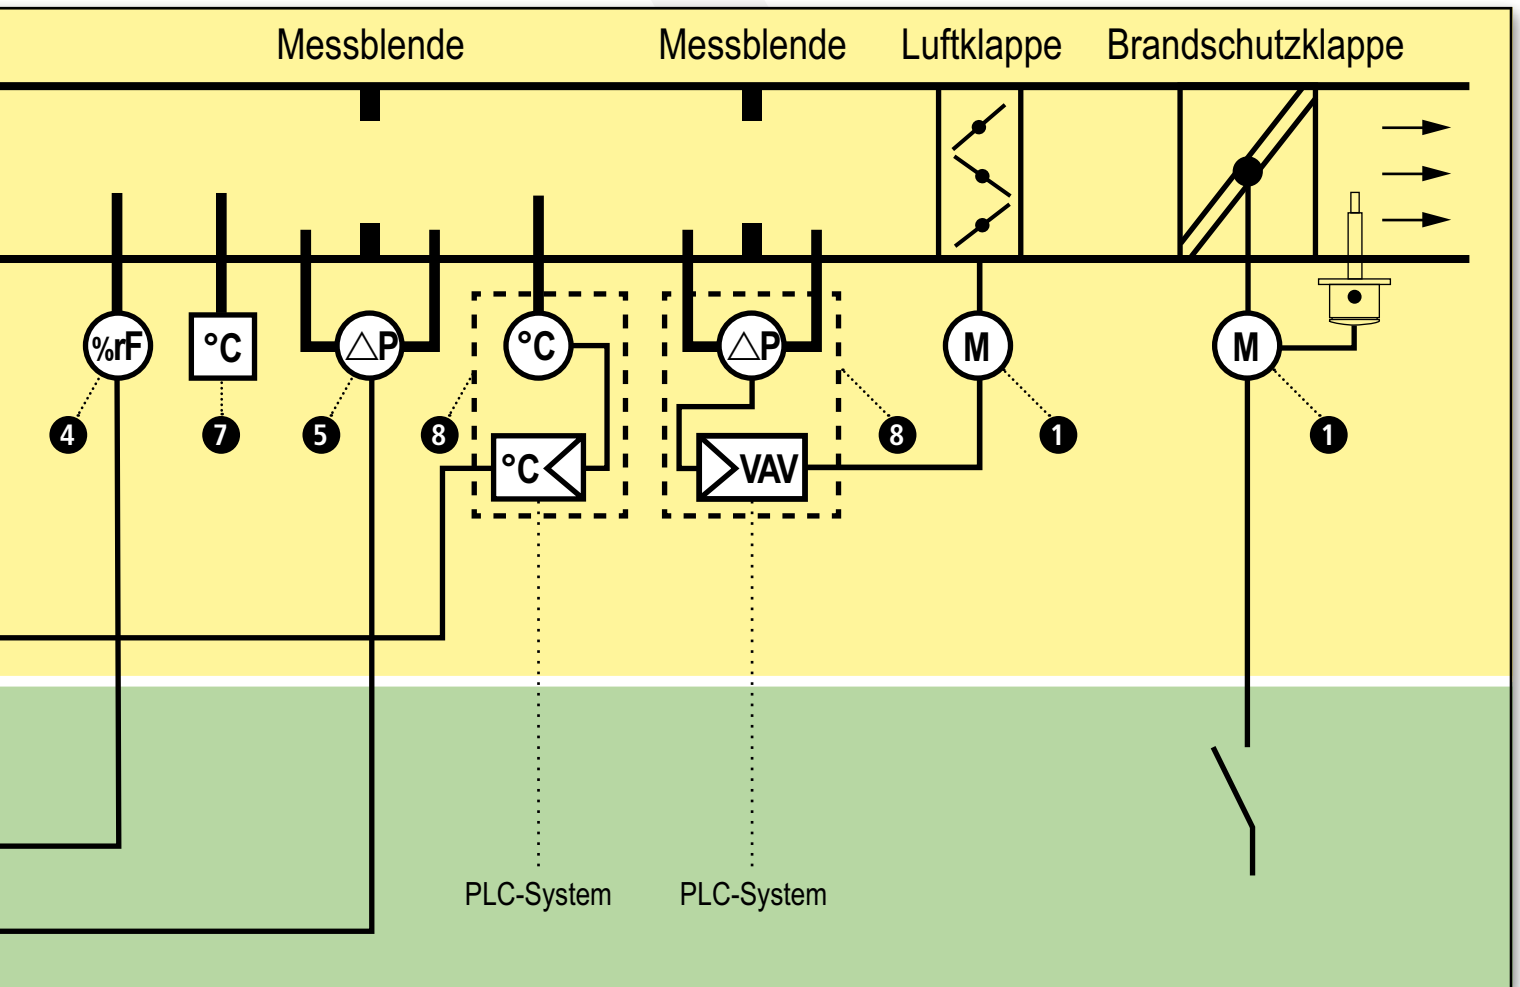 Messblende
Messblende
Luftklappe
Brandschutzklappe
%rF
°C
△P
°C
△P
M
M
4
7
5
8
8
1
1
°C
VAV
PLC-System
PLC-System